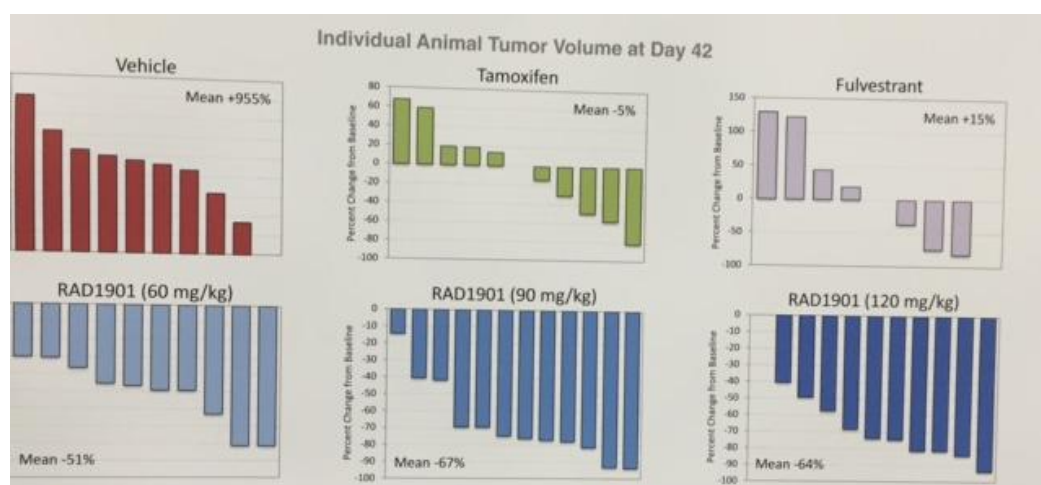 Individual Animal Tumor Volume at Day 42
Vehicle
Mean +955%
Tamoxifen
Mean -5%
Percent Change from Baseline
80
60
40
20
0
-20
-40
-60
-80
-100
Fulvestrant
Mean +15%
Percent Change from Baseline
150
100
50
0
-50
-100
RAD1901 (60 mg/kg)
Mean -51%
RAD1901 (90 mg/kg)
Mean -67%
Percent Change from Baseline
0
-10
-20
-30
-40
-50
-60
-70
-80
-90
-100
RAD1901 (120 mg/kg)
Mean -64%
Percent Change from Baseline
0
-10
-20
-30
-40
-50
-60
-70
-80
-90
-100